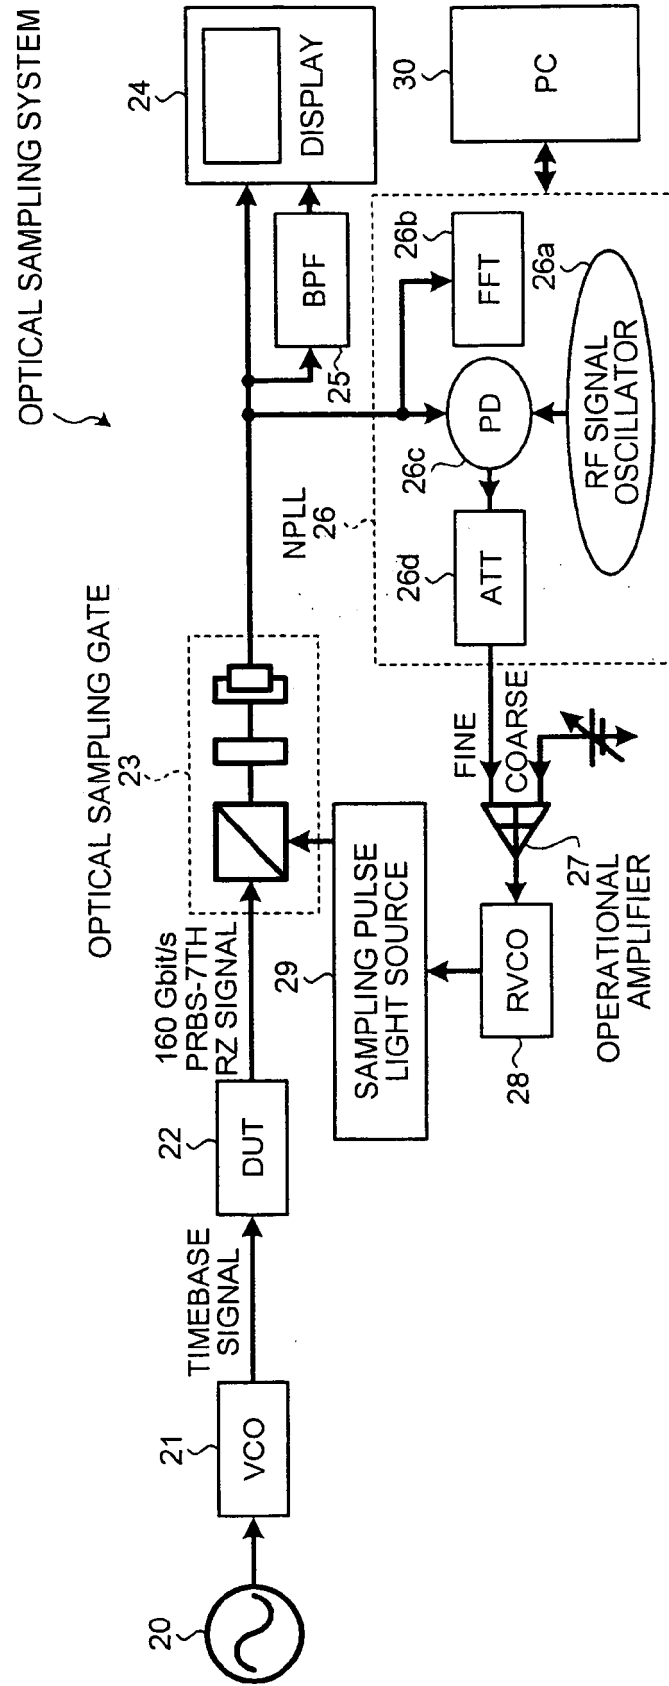 OPTICAL SAMPLING SYSTEM
OPTICAL SAMPLING GATE
23
24
DISPLAY
BPF
25
30
PC
20
21
VCO
TIMEBASE
SIGNAL
22
DUT
160 Gbit/s
PRBS-7TH
RZ SIGNAL
29
SAMPLING PULSE
LIGHT SOURCE
NPLL
26
26b
FFT
26a
RF SIGNAL
OSCILLATOR
PD
26c
26d
ATT
FINE
COARSE
27
OPERATIONAL
AMPLIFIER
RVCO
28